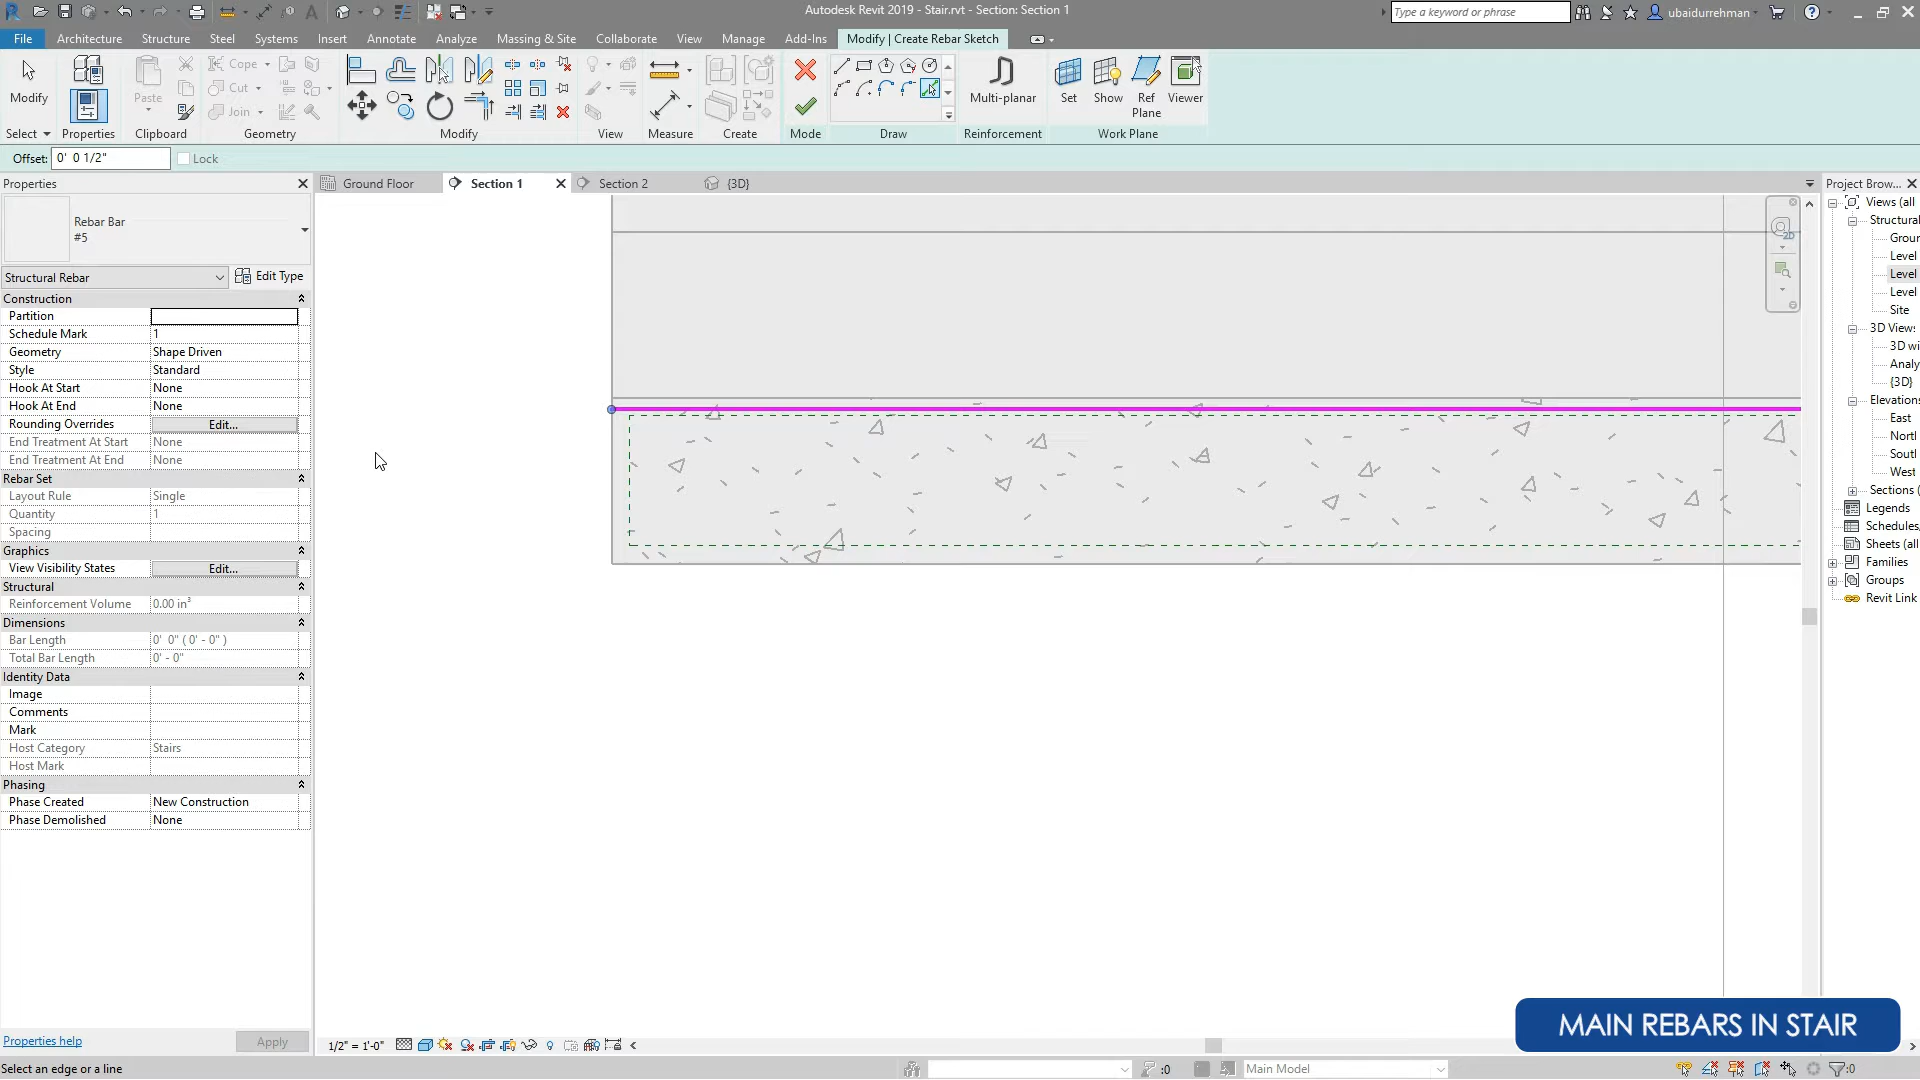 Autodesk Revit 2019 - Stair.rvt - Section: Section 1
Type a keyword or phrase
ubaidurrehman
File Architecture Structure Steel Systems Insert Annotate Analyze Massing & Site Collaborate View Manage Add-Ins Modify | Create Rebar Sketch
Modify
Select
Properties
Paste
Clipboard
Cope
Cut
Join
Geometry
Modify
View
Measure
Create
Mode
Draw
Multi-planar
Reinforcement
Set
Show
Ref
Plane
Viewer
Work Plane
Offset: 0' 0 1/2" Lock
Properties
Ground Floor
Section 1
Section 2
{3D}
Project Brow...
Rebar Bar
#5
Structural Rebar
Edit Type
Construction
Partition
Schedule Mark 1
Geometry Shape Driven
Style Standard
Hook At Start None
Hook At End None
Rounding Overrides Edit...
End Treatment At Start None
End Treatment At End None
Rebar Set
Layout Rule Single
Quantity 1
Spacing
Graphics
View Visibility States Edit...
Structural
Reinforcement Volume 0.00 in³
Dimensions
Bar Length 0' 0" ( 0' - 0" )
Total Bar Length 0' - 0"
Identity Data
Image
Comments
Mark
Host Category Stairs
Host Mark
Phasing
Phase Created New Construction
Phase Demolished None
Properties help
Apply
2D
Views (all
Structural
Grour
Level
Level
Level
Site
3D View
3D wi
Analy
{3D}
Elevations
East
Nortl
Soutl
West
Sections (
Legends
Schedules,
Sheets (all
Families
Groups
Revit Link
1/2" = 1'-0"
MAIN REBARS IN STAIR
Select an edge or a line
:0
Main Model
:0